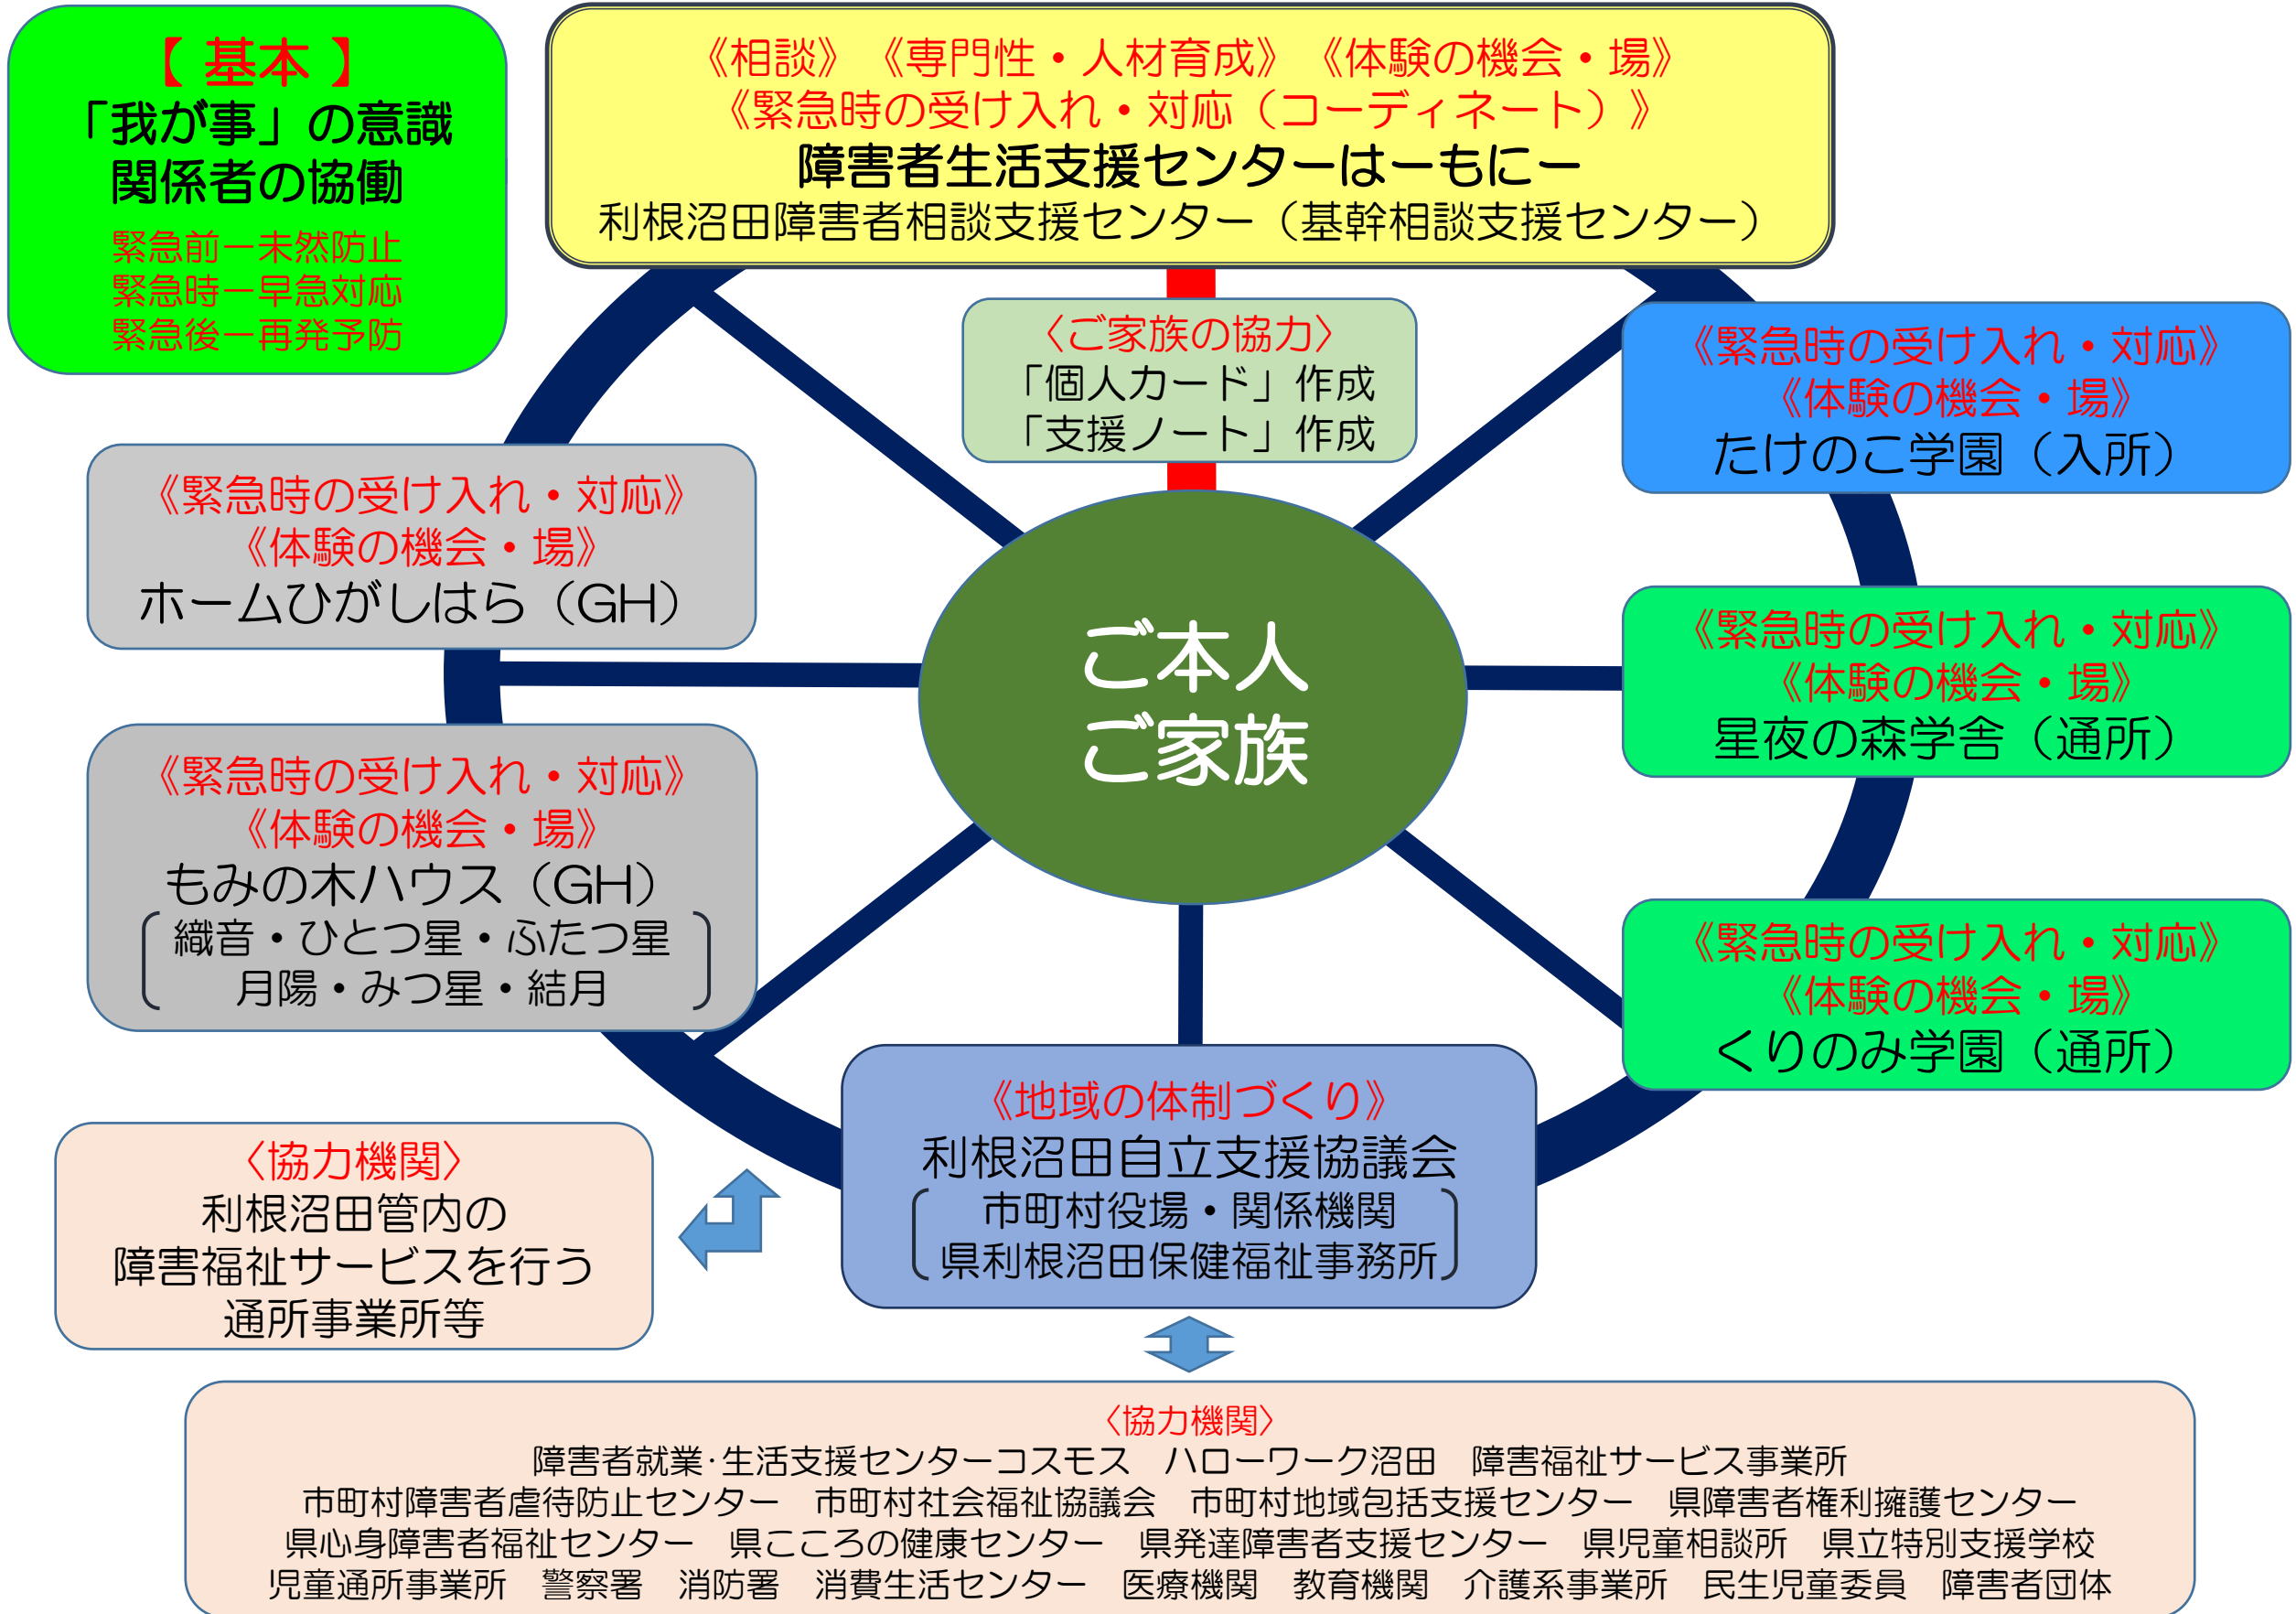 【 基本 】
「我が事」の意識
関係者の協働
緊急前－未然防止
緊急時－早急対応
緊急後－再発予防
《相談》《専門性・人材育成》《体験の機会・場》
《緊急時の受け入れ・対応（コーディネート）》
障害者生活支援センターはーもにー
利根沼田障害者相談支援センター（基幹相談支援センター）
〈ご家族の協力〉
「個人カード」作成
「支援ノート」作成
《緊急時の受け入れ・対応》
《体験の機会・場》
たけのこ学園（入所）
《緊急時の受け入れ・対応》
《体験の機会・場》
ホームひがしはら（GH）
ご本人
ご家族
《緊急時の受け入れ・対応》
《体験の機会・場》
星夜の森学舎（通所）
《緊急時の受け入れ・対応》
《体験の機会・場》
もみの木ハウス（GH）
織音・ひとつ星・ふたつ星
月陽・みつ星・結月
《緊急時の受け入れ・対応》
《体験の機会・場》
くりのみ学園（通所）
《地域の体制づくり》
利根沼田自立支援協議会
市町村役場・関係機関
県利根沼田保健福祉事務所
〈協力機関〉
利根沼田管内の
障害福祉サービスを行う
通所事業所等
〈協力機関〉
障害者就業･生活支援センターコスモス　ハローワーク沼田　障害福祉サービス事業所
市町村障害者虐待防止センター　市町村社会福祉協議会　市町村地域包括支援センター　県障害者権利擁護センター
県心身障害者福祉センター　県こころの健康センター　県発達障害者支援センター　県児童相談所　県立特別支援学校
児童通所事業所　警察署　消防署　消費生活センター　医療機関　教育機関　介護系事業所　民生児童委員　障害者団体